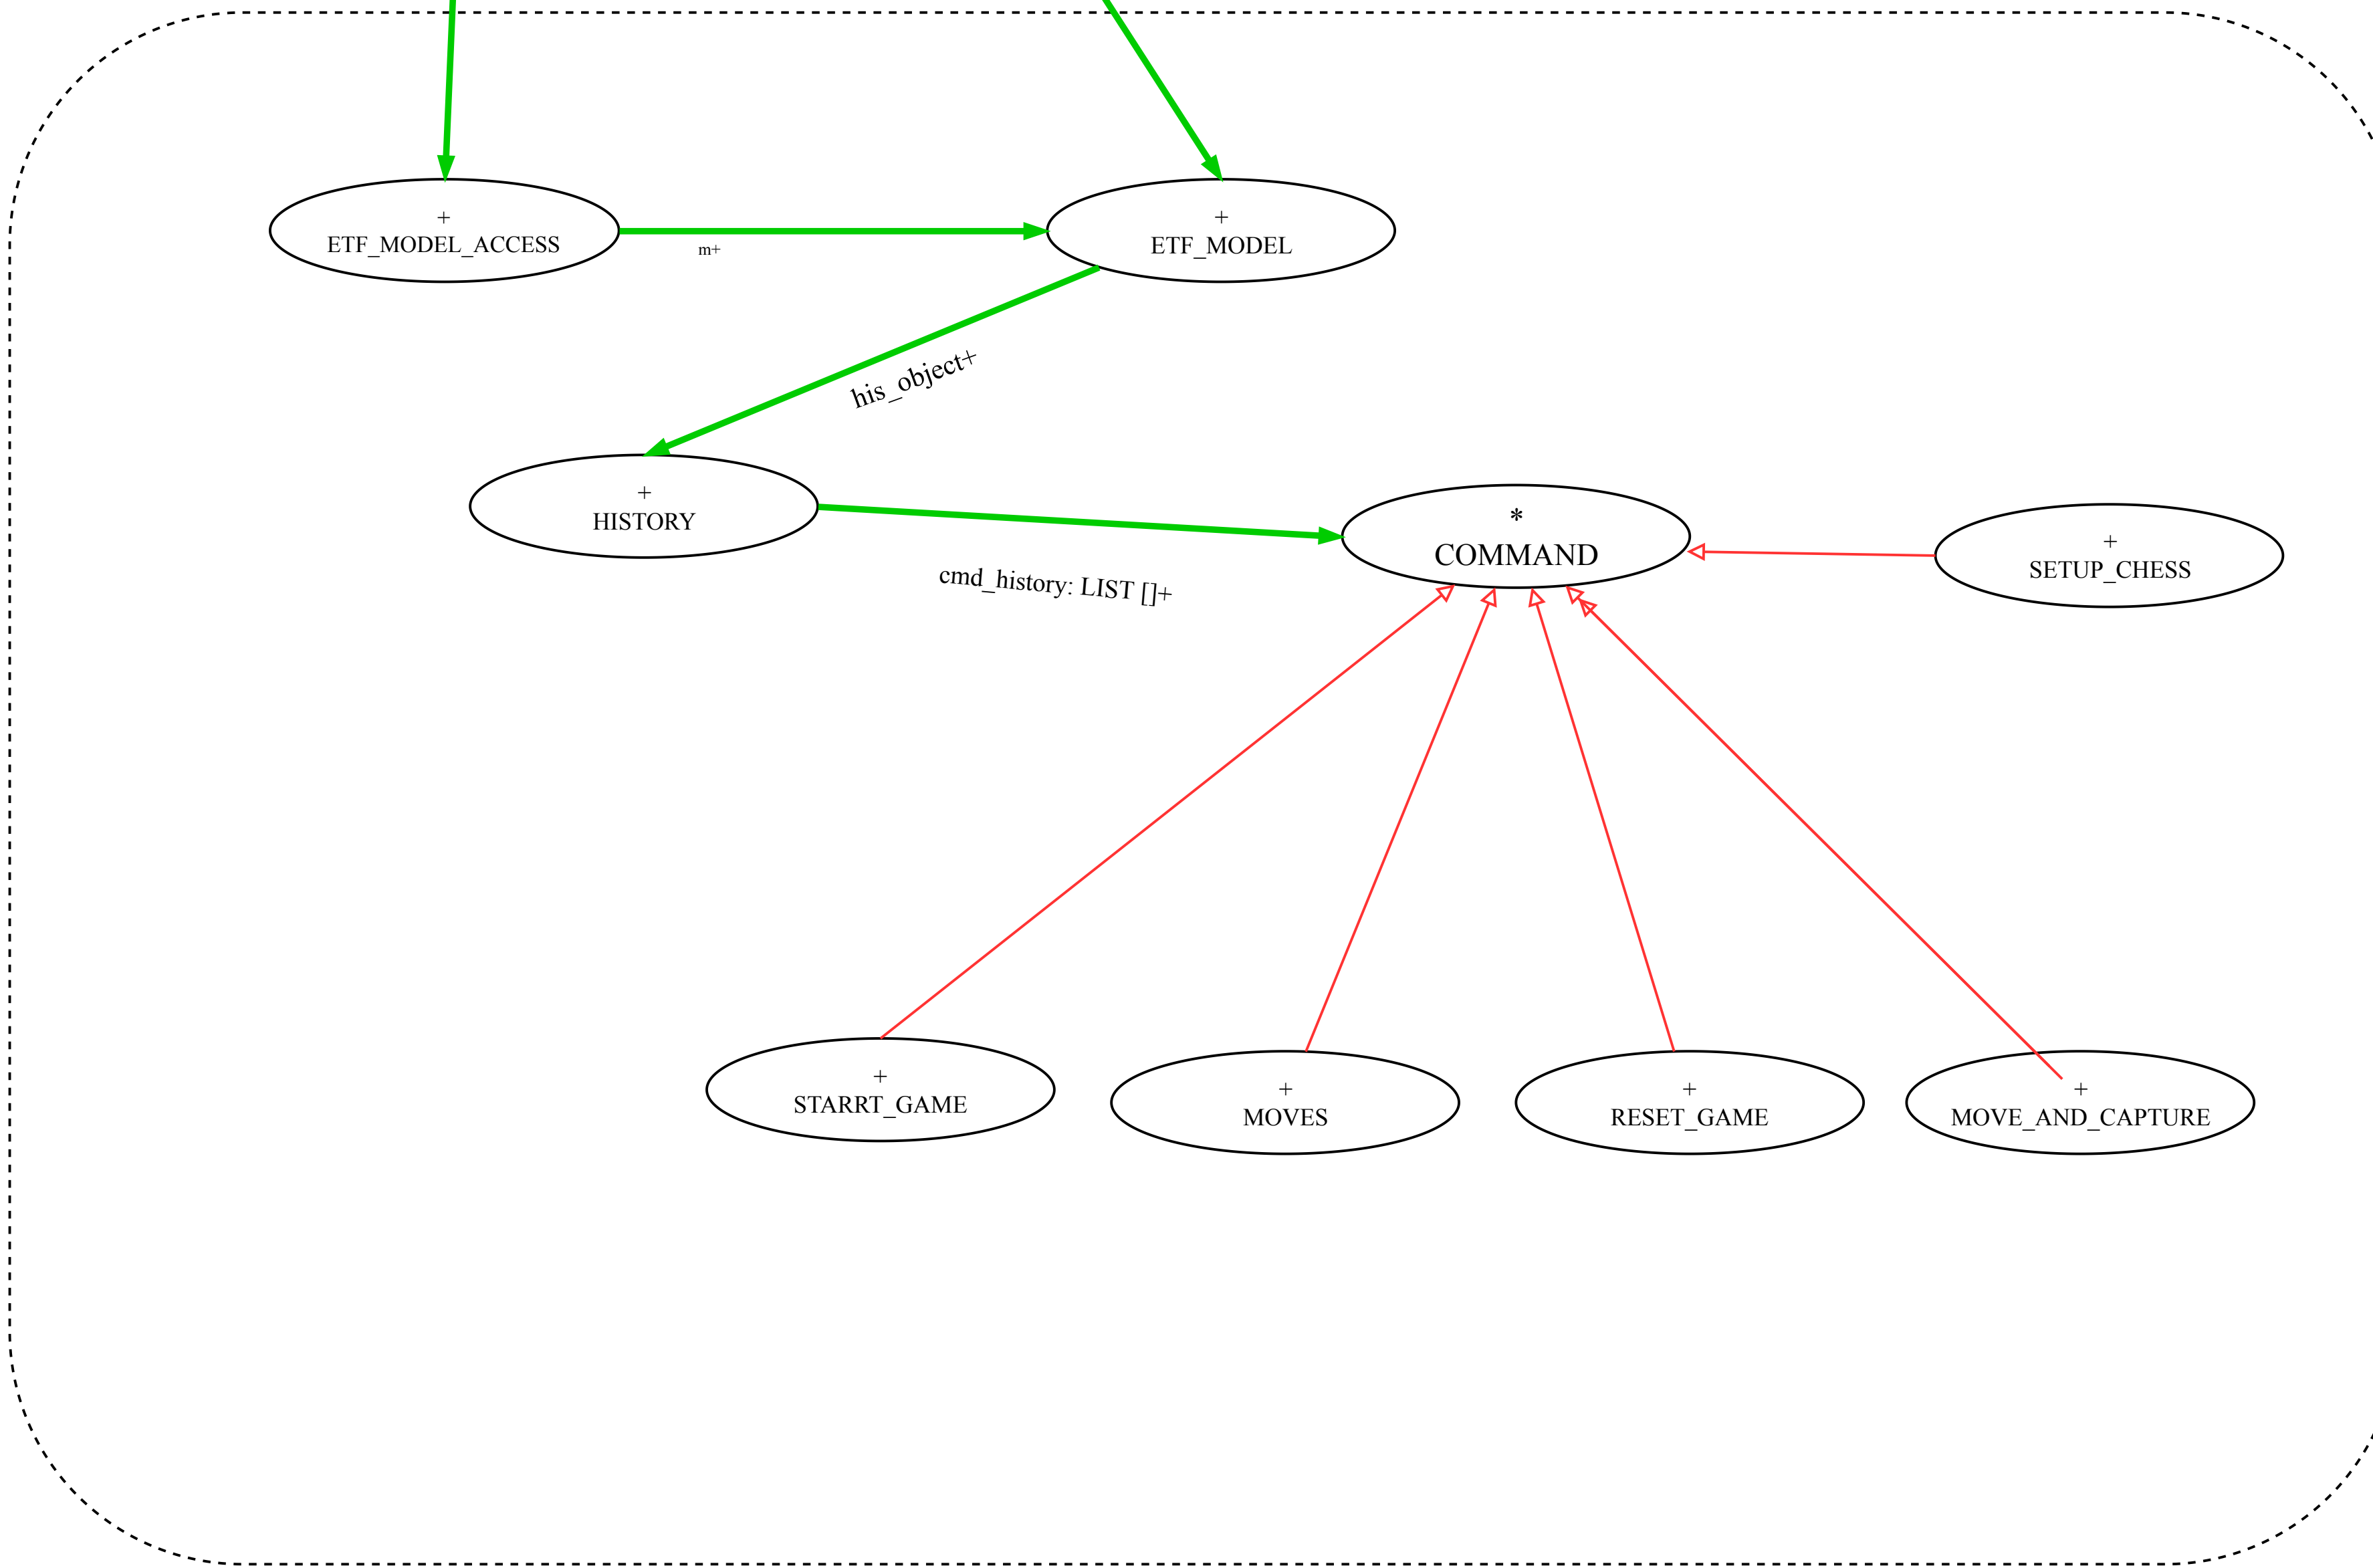 +
ETF_MODEL_ACCESS
+
ETF_MODEL
m+
his_object+
+
HISTORY
*
COMMAND
+
SETUP_CHESS
cmd_history: LIST []+
+
STARRT_GAME
+
MOVES
+
RESET_GAME
+
MOVE_AND_CAPTURE